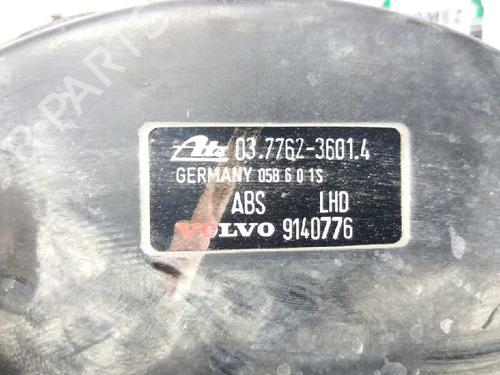 Ate 03.7762-3601.4
GERMANY 058 6 0 1S
ABS LHD
VOLVO 9140776